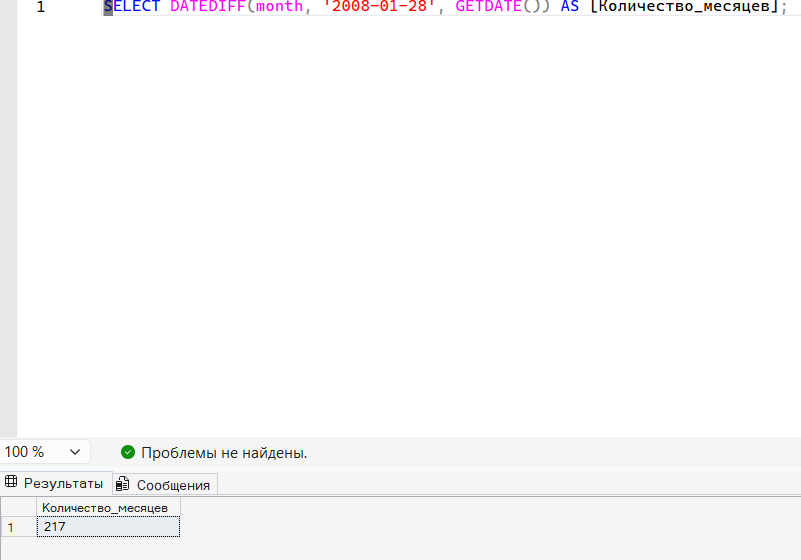 1 SELECT DATEDIFF(month, '2008-01-28', GETDATE()) AS [Количество_месяцев];
100 %
Проблемы не найдены.
Результаты Сообщения
Количество_месяцев
1 217